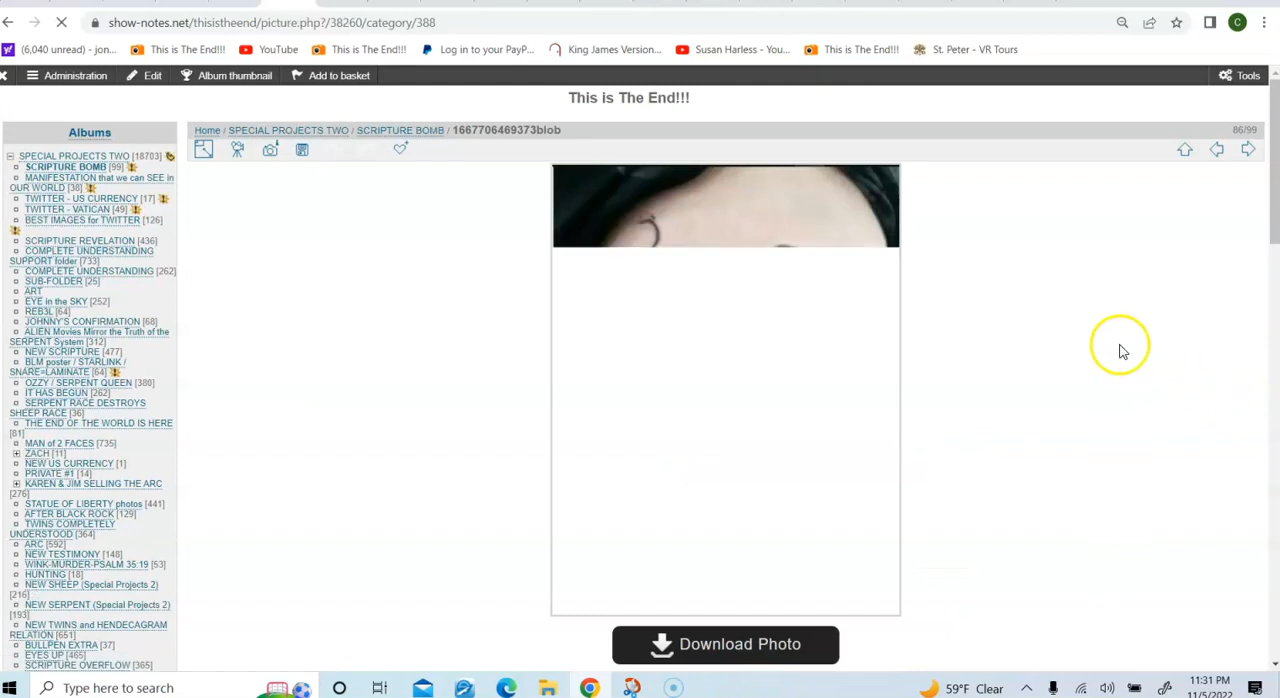 show-notes.net/thisistheend/picture.php?/38260/category/388
(6,040 unread) - jon...
This is The End!!!
YouTube
This is The End!!!
Log in to your PayP...
King James Version...
Susan Harless - You...
This is The End!!!
St. Peter - VR Tours
Administration
Edit
Album thumbnail
Add to basket
Tools
This is The End!!!
Albums
SPECIAL PROJECTS TWO [18703]
SCRIPTURE BOMB [99]
MANIFESTATION that we can SEE in
OUR WORLD [38]
TWITTER - US CURRENCY [17]
TWITTER - VATICAN [49]
BEST IMAGES for TWITTER [126]
SCRIPTURE REVELATION [436]
COMPLETE UNDERSTANDING
SUPPORT folder [733]
COMPLETE UNDERSTANDING [262]
SUB-FOLDER [25]
ART
EYE in the SKY [252]
REB3L [64]
JOHNNY'S CONFIRMATION [68]
ALIEN Movies Mirror the Truth of the
SERPENT System [312]
NEW SCRIPTURE [477]
BLM poster / STARLINK /
SNARE=LAMINATE [64]
OZZY / SERPENT QUEEN [380]
IT HAS BEGUN [262]
SERPENT RACE DESTROYS
SHEEP RACE [36]
THE END OF THE WORLD IS HERE
[81]
MAN of 2 FACES [735]
ZACH [11]
NEW US CURRENCY [1]
PRIVATE #1 [14]
KAREN & JIM SELLING THE ARC
[276]
STATUE OF LIBERTY photos [441]
AFTER BLACK ROCK [129]
TWINS COMPLETELY
UNDERSTOOD [364]
ARC [592]
NEW TESTIMONY [148]
WINK-MURDER-PSALM 35:19 [53]
HUNTING [18]
NEW SHEEP (Special Projects 2)
[216]
NEW SERPENT (Special Projects 2)
[193]
NEW TWINS and HENDECAGRAM
RELATION [651]
BULLPEN EXTRA [37]
EYES UP [465]
SCRIPTURE OVERFLOW [365]
Home / SPECIAL PROJECTS TWO / SCRIPTURE BOMB / 1667706469373blob
86/99
Download Photo
Type here to search
59°F Clear
11:31 PM
11/5/2022